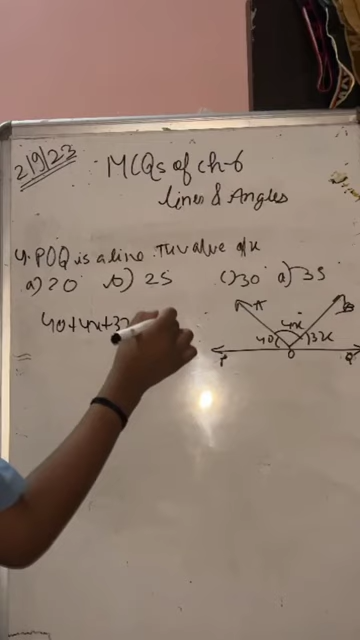 2/9/23
MCQs of ch-6
lines & Angles
4. POQ is a line. The value of x
a) 20° b) 25 c) 30 d) 35
40+4x+3x
A B
4x
40 3x
P O Q